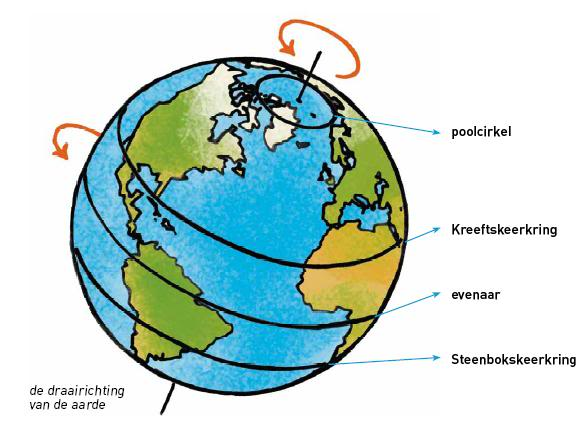 poolcirkel
Kreeftskeerkring
evenaar
Steenbokskeerkring
de draairichting
van de aarde